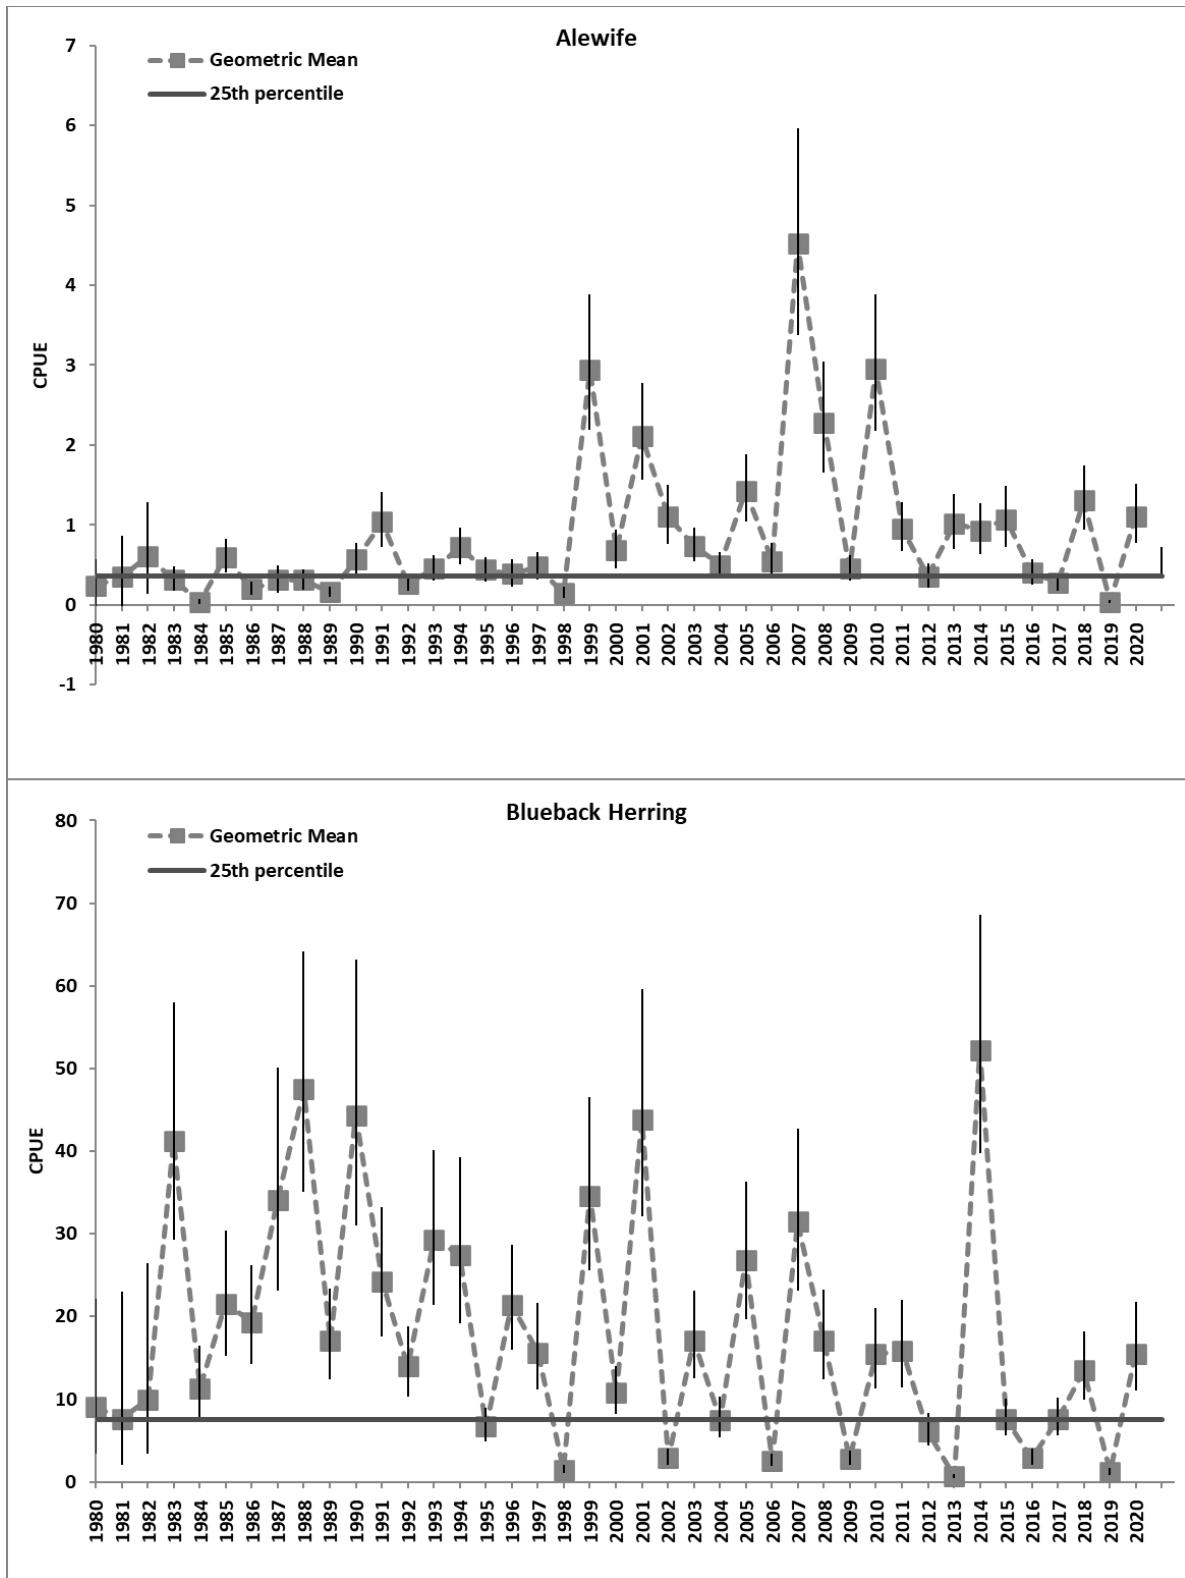 Alewife
Geometric Mean
25th percentile
CPUE
7
6
5
4
3
2
1
0
-1
1980 1981 1982 1983 1984 1985 1986 1987 1988 1989 1990 1991 1992 1993 1994 1995 1996 1997 1998 1999 2000 2001 2002 2003 2004 2005 2006 2007 2008 2009 2010 2011 2012 2013 2014 2015 2016 2017 2018 2019 2020
Blueback Herring
Geometric Mean
25th percentile
CPUE
80
70
60
50
40
30
20
10
0
1980 1981 1982 1983 1984 1985 1986 1987 1988 1989 1990 1991 1992 1993 1994 1995 1996 1997 1998 1999 2000 2001 2002 2003 2004 2005 2006 2007 2008 2009 2010 2011 2012 2013 2014 2015 2016 2017 2018 2019 2020